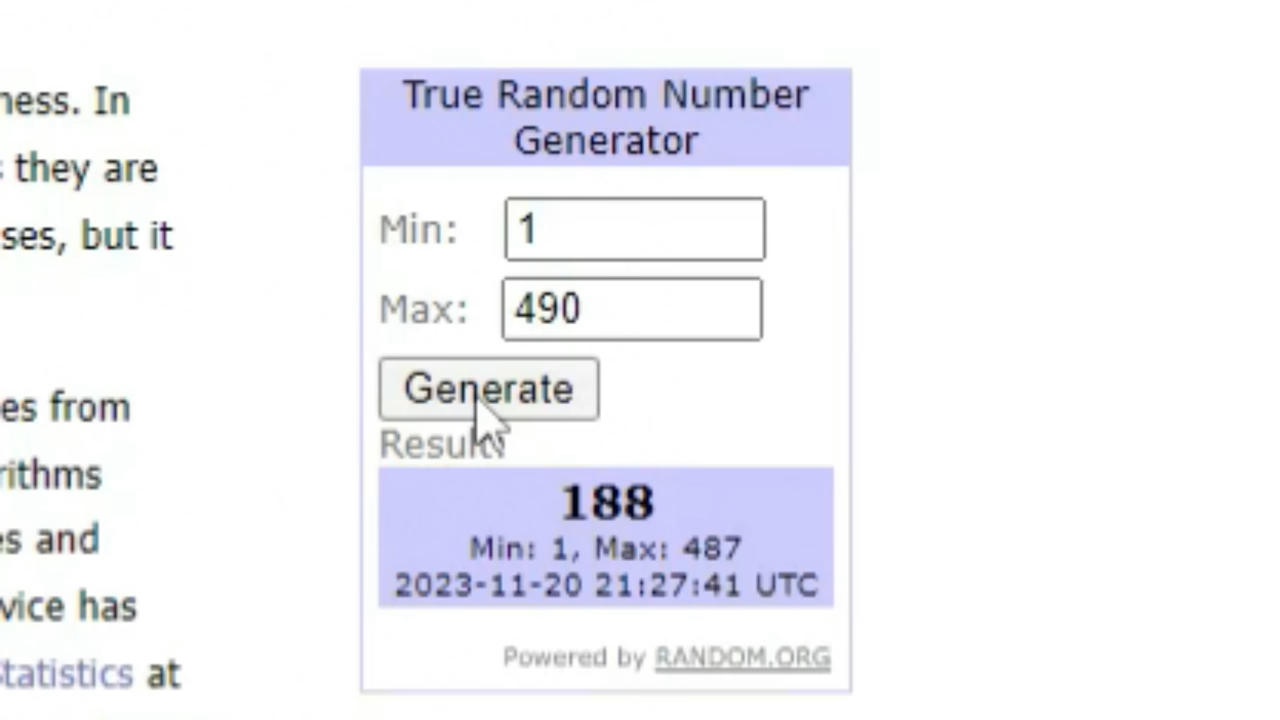 ness. In
they are
ses, but it
es from
rithms
es and
vice has
Statistics at
True Random Number
Generator
Min: 1
Max: 490
Generate
Result:
188
Min: 1, Max: 487
2023-11-20 21:27:41 UTC
Powered by RANDOM.ORG